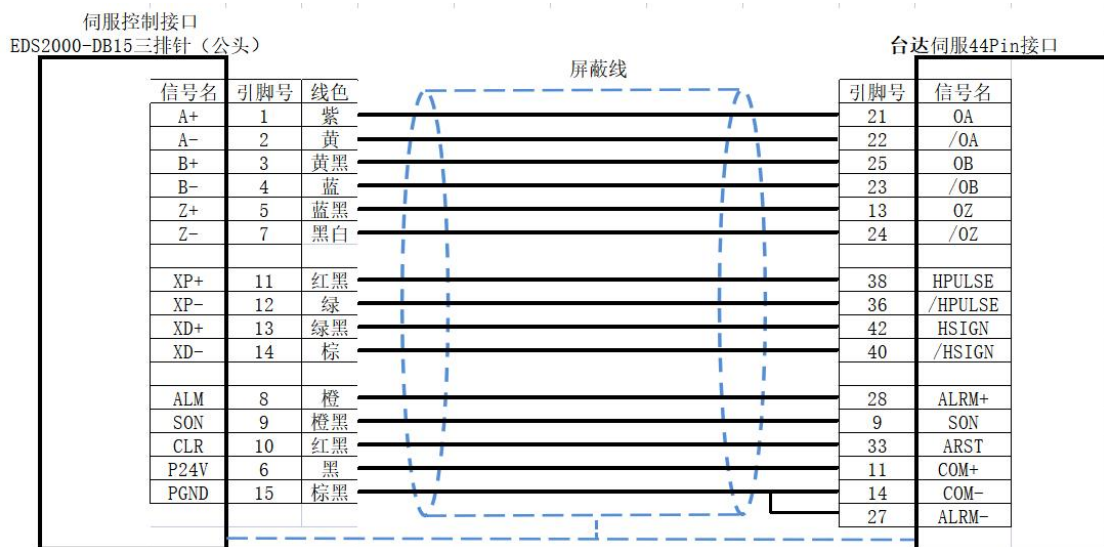 伺服控制接口
EDS2000-DB15三排针（公头）
台达伺服44Pin接口
屏蔽线
信号名 引脚号 线色 引脚号 信号名
A+ 1 紫 21 OA
A- 2 黄 22 /OA
B+ 3 黄黑 25 OB
B- 4 蓝 23 /OB
Z+ 5 蓝黑 13 OZ
Z- 7 黑白 24 /OZ
XP+ 11 红黑 38 HPULSE
XP- 12 绿 36 /HPULSE
XD+ 13 绿黑 42 HSIGN
XD- 14 棕 40 /HSIGN
ALM 8 橙 28 ALRM+
SON 9 橙黑 9 SON
CLR 10 红黑 33 ARST
P24V 6 黑 11 COM+
PGND 15 棕黑 14 COM-
27 ALRM-